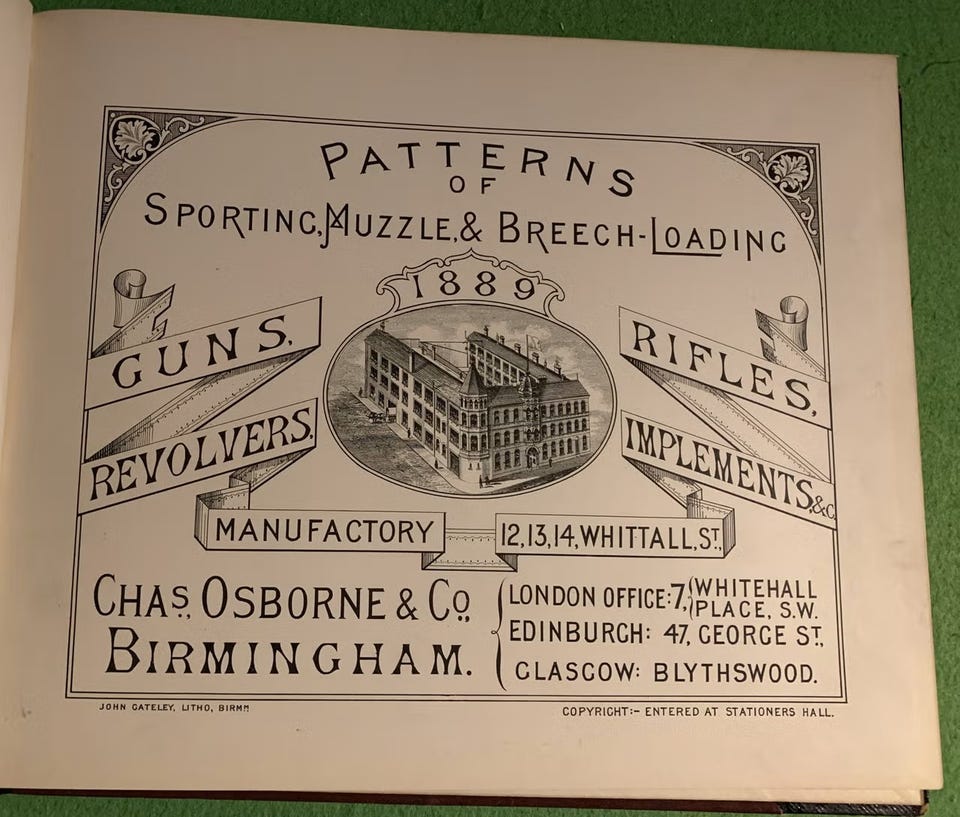 PATTERNS
OF
SPORTING, MUZZLE, & BREECH-LOADING
1889
GUNS,
RIFLES,
REVOLVERS,
IMPLEMENTS, &C.
MANUFACTORY
12, 13, 14, WHITTALL, ST.,
CHAS., OSBORNE & CO.,
BIRMINGHAM.
LONDON OFFICE: 7, WHITEHALL
PLACE, S.W.
EDINBURGH: 47, GEORGE ST.,
GLASGOW: BLYTHSWOOD.
JOHN GATELEY, LITHO, BIRMM
COPYRIGHT:- ENTERED AT STATIONERS HALL.